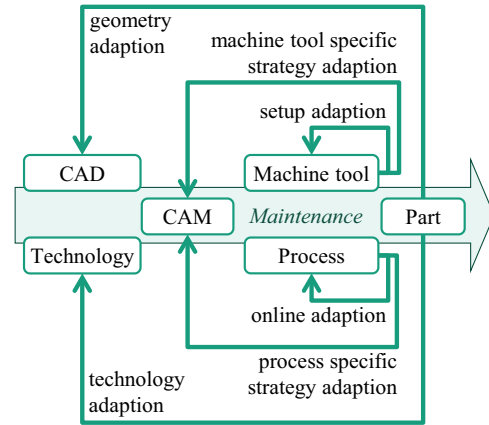 geometry
adaption
machine tool specific
strategy adaption
setup adaption
CAD
Machine tool
CAM
Maintenance
Part
Technology
Process
online adaption
technology
adaption
process specific
strategy adaption